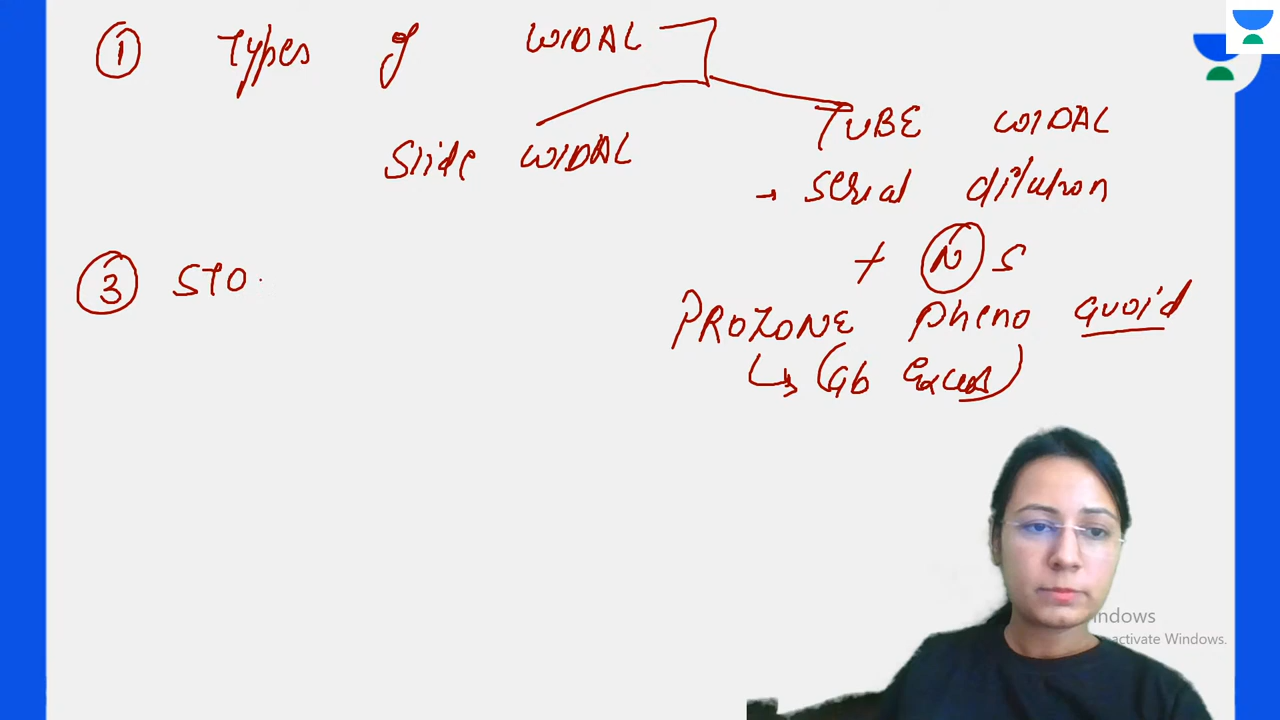 ① Types of WIDAL
Slide WIDAL
TUBE WIDAL
→ Serial dilution
+ Ⓝ S
PROZONE pheno avoid
↳ (Ab Excess)
③ STO
ndows
activate Windows.